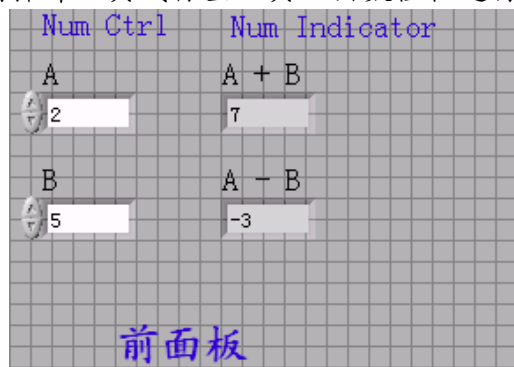 Num Ctrl Num Indicator
A A + B
2 7
B A - B
5 -3
前面板